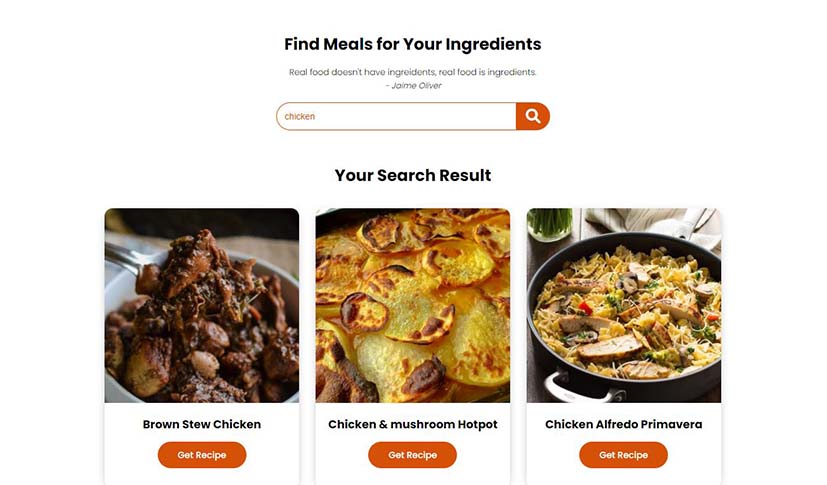 Find Meals for Your Ingredients
Real food doesn't have ingreidents, real food is ingredients.
- Jaime Oliver
chicken
Your Search Result
Brown Stew Chicken
Chicken & mushroom Hotpot
Chicken Alfredo Primavera
Get Recipe
Get Recipe
Get Recipe